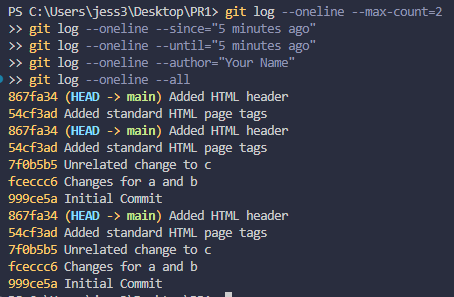 PS C:\Users\jess3\Desktop\PR1> git log --oneline --max-count=2
>> git log --oneline --since="5 minutes ago"
>> git log --oneline --until="5 minutes ago"
>> git log --oneline --author="Your Name"
>> git log --oneline --all
867fa34 (HEAD -> main) Added HTML header
54cf3ad Added standard HTML page tags
867fa34 (HEAD -> main) Added HTML header
54cf3ad Added standard HTML page tags
7f0b5b5 Unrelated change to c
fceccc6 Changes for a and b
999ce5a Initial Commit
867fa34 (HEAD -> main) Added HTML header
54cf3ad Added standard HTML page tags
7f0b5b5 Unrelated change to c
fceccc6 Changes for a and b
999ce5a Initial Commit